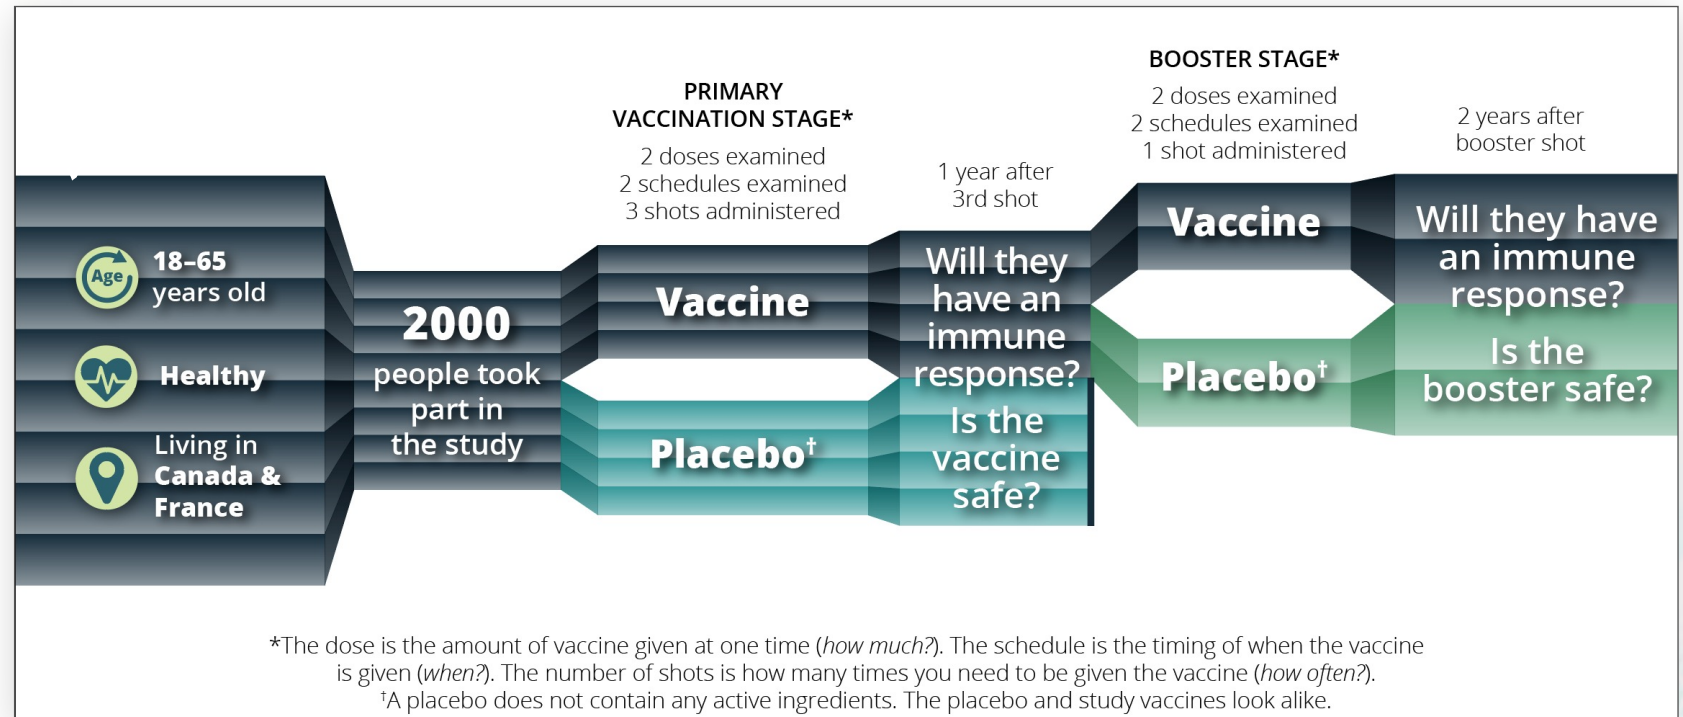 Age
18–65
years old
Healthy
Living in
Canada &
France
2000
people took
part in
the study
PRIMARY
VACCINATION STAGE*
2 doses examined
2 schedules examined
3 shots administered
Vaccine
Placebo†
1 year after
3rd shot
Will they
have an
immune
response?
Is the
vaccine
safe?
BOOSTER STAGE*
2 doses examined
2 schedules examined
1 shot administered
Vaccine
Placebo†
2 years after
booster shot
Will they have
an immune
response?
Is the
booster safe?
*The dose is the amount of vaccine given at one time (how much?). The schedule is the timing of when the vaccine
is given (when?). The number of shots is how many times you need to be given the vaccine (how often?).
†A placebo does not contain any active ingredients. The placebo and study vaccines look alike.